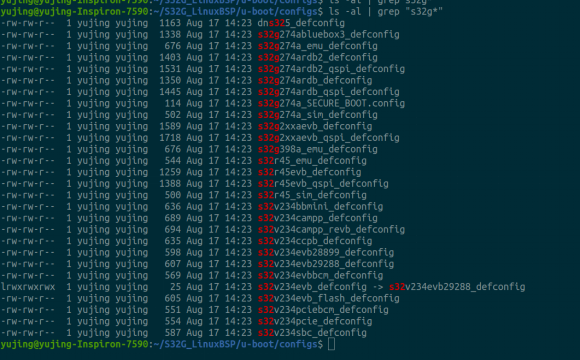 yujing@yujing-Inspiron-7590:~/S32G_LinuxBSP/u-boot/configs$ ls -al | grep s32g
yujing@yujing-Inspiron-7590:~/S32G_LinuxBSP/u-boot/configs$ ls -al | grep "s32g*"
-rw-rw-r-- 1 yujing yujing 1163 Aug 17 14:23 dns325_defconfig
-rw-rw-r-- 1 yujing yujing 1338 Aug 17 14:23 s32g274abluebox3_defconfig
-rw-rw-r-- 1 yujing yujing 676 Aug 17 14:23 s32g274a_emu_defconfig
-rw-rw-r-- 1 yujing yujing 1403 Aug 17 14:23 s32g274ardb2_defconfig
-rw-rw-r-- 1 yujing yujing 1531 Aug 17 14:23 s32g274ardb2_qspi_defconfig
-rw-rw-r-- 1 yujing yujing 1350 Aug 17 14:23 s32g274ardb_defconfig
-rw-rw-r-- 1 yujing yujing 1445 Aug 17 14:23 s32g274ardb_qspi_defconfig
-rw-rw-r-- 1 yujing yujing 114 Aug 17 14:23 s32g274a_SECURE_BOOT.config
-rw-rw-r-- 1 yujing yujing 502 Aug 17 14:23 s32g274a_sim_defconfig
-rw-rw-r-- 1 yujing yujing 1589 Aug 17 14:23 s32g2xxaevb_defconfig
-rw-rw-r-- 1 yujing yujing 1718 Aug 17 14:23 s32g2xxaevb_qspi_defconfig
-rw-rw-r-- 1 yujing yujing 676 Aug 17 14:23 s32g398a_emu_defconfig
-rw-rw-r-- 1 yujing yujing 544 Aug 17 14:23 s32r45_emu_defconfig
-rw-rw-r-- 1 yujing yujing 1259 Aug 17 14:23 s32r45evb_defconfig
-rw-rw-r-- 1 yujing yujing 1388 Aug 17 14:23 s32r45evb_qspi_defconfig
-rw-rw-r-- 1 yujing yujing 500 Aug 17 14:23 s32r45_sim_defconfig
-rw-rw-r-- 1 yujing yujing 636 Aug 17 14:23 s32v234bbmini_defconfig
-rw-rw-r-- 1 yujing yujing 689 Aug 17 14:23 s32v234campp_defconfig
-rw-rw-r-- 1 yujing yujing 694 Aug 17 14:23 s32v234campp_revb_defconfig
-rw-rw-r-- 1 yujing yujing 635 Aug 17 14:23 s32v234ccpb_defconfig
-rw-rw-r-- 1 yujing yujing 598 Aug 17 14:23 s32v234evb28899_defconfig
-rw-rw-r-- 1 yujing yujing 607 Aug 17 14:23 s32v234evb29288_defconfig
-rw-rw-r-- 1 yujing yujing 569 Aug 17 14:23 s32v234evbbcm_defconfig
lrwxrwxrwx 1 yujing yujing 25 Aug 17 14:23 s32v234evb_defconfig -> s32v234evb29288_defconfig
-rw-rw-r-- 1 yujing yujing 605 Aug 17 14:23 s32v234evb_flash_defconfig
-rw-rw-r-- 1 yujing yujing 551 Aug 17 14:23 s32v234pciebcm_defconfig
-rw-rw-r-- 1 yujing yujing 554 Aug 17 14:23 s32v234pcie_defconfig
-rw-rw-r-- 1 yujing yujing 587 Aug 17 14:23 s32v234sbc_defconfig
yujing@yujing-Inspiron-7590:~/S32G_LinuxBSP/u-boot/configs$